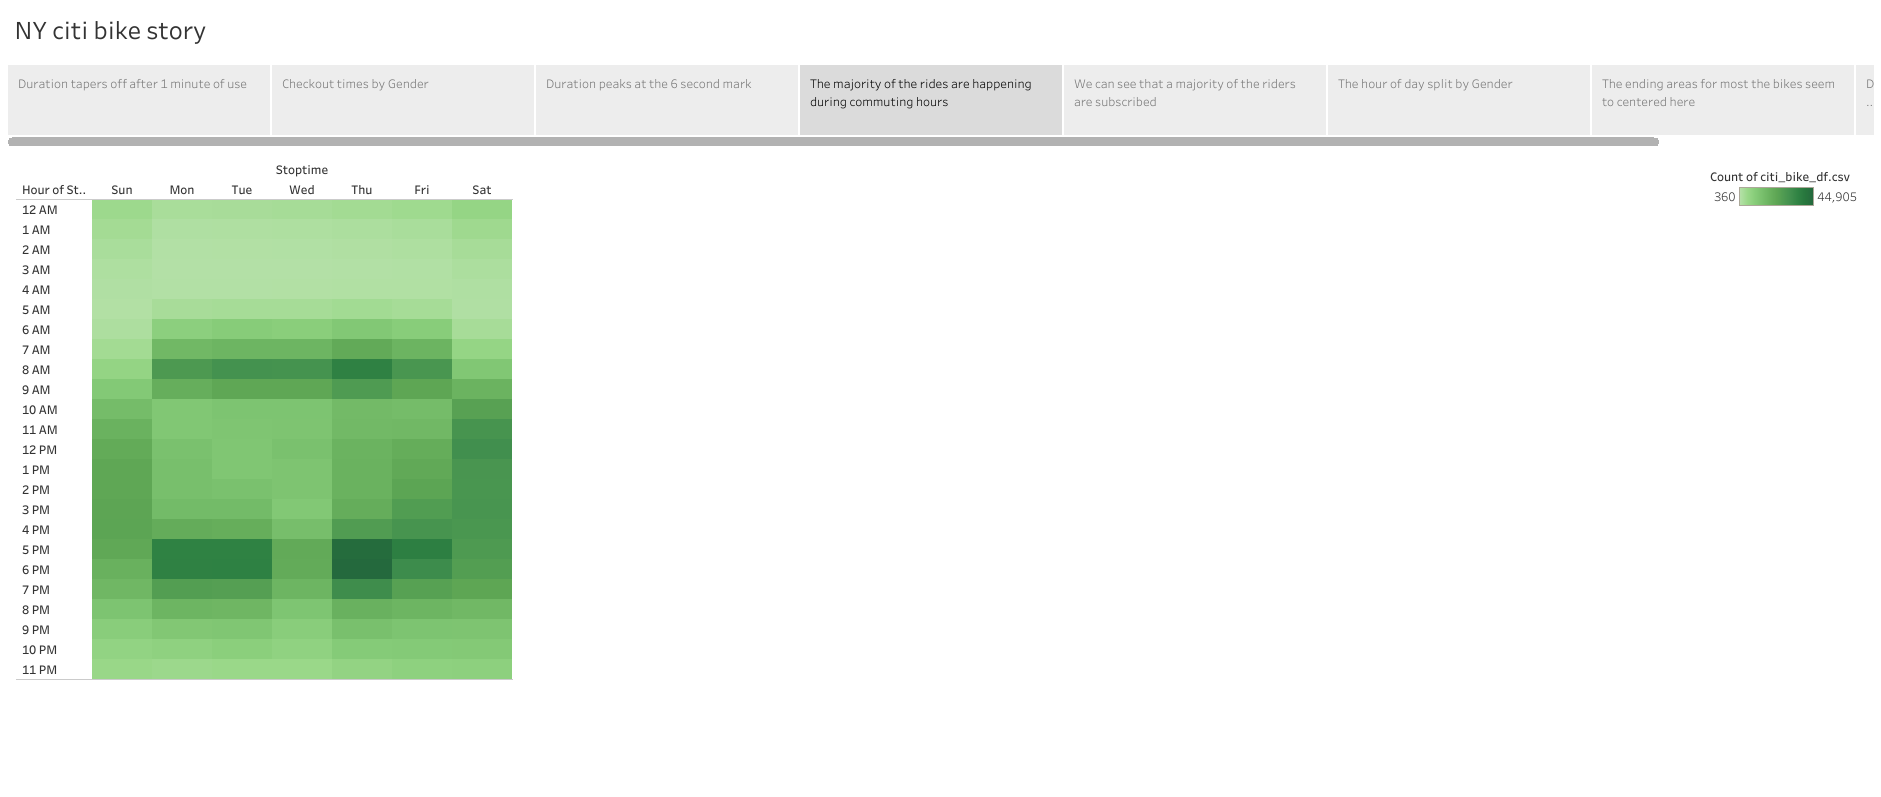 NY citi bike story
Duration tapers off after 1 minute of use
Checkout times by Gender
Duration peaks at the 6 second mark
The majority of the rides are happening
during commuting hours
We can see that a majority of the riders
are subscribed
The hour of day split by Gender
The ending areas for most the bikes seem
to centered here
D
..
Stoptime
Hour of St.. Sun Mon Tue Wed Thu Fri Sat
12 AM
1 AM
2 AM
3 AM
4 AM
5 AM
6 AM
7 AM
8 AM
9 AM
10 AM
11 AM
12 PM
1 PM
2 PM
3 PM
4 PM
5 PM
6 PM
7 PM
8 PM
9 PM
10 PM
11 PM
Count of citi_bike_df.csv
360 44,905